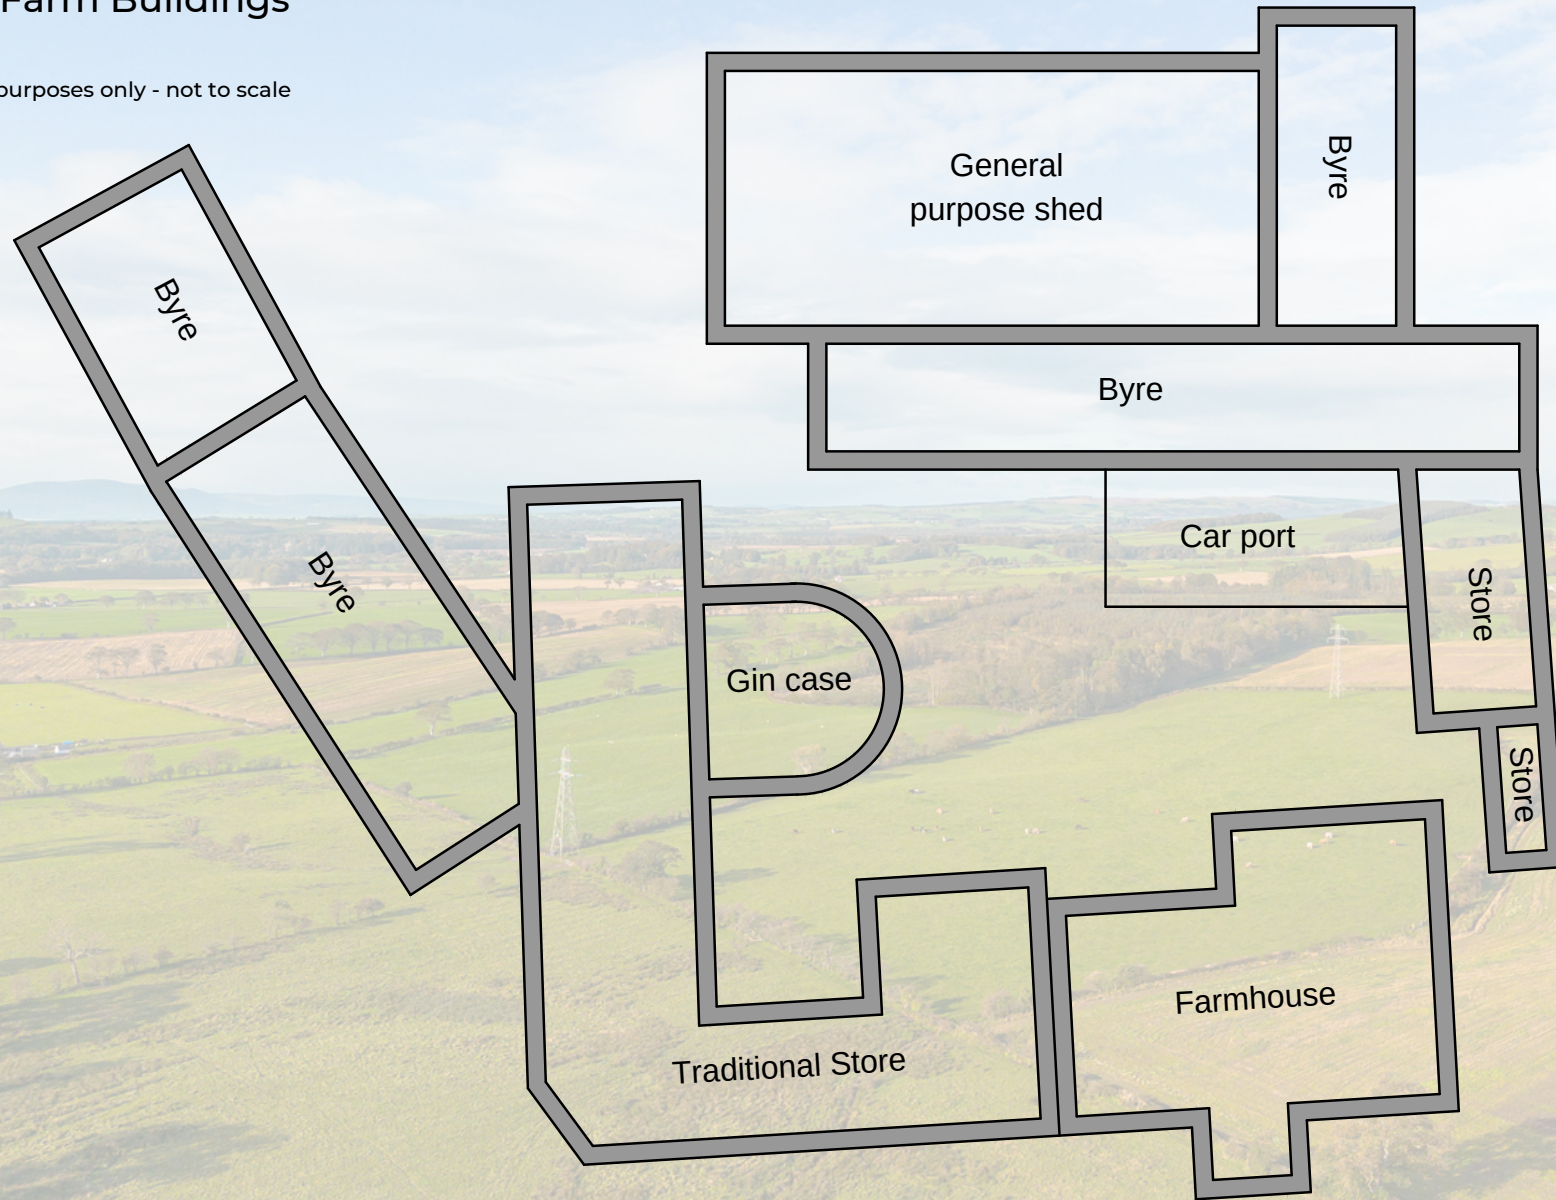 Farm Buildings
purposes only - not to scale
General
purpose shed
Byre
Byre
Byre
Byre
Car port
Store
Store
Gin case
Farmhouse
Traditional Store